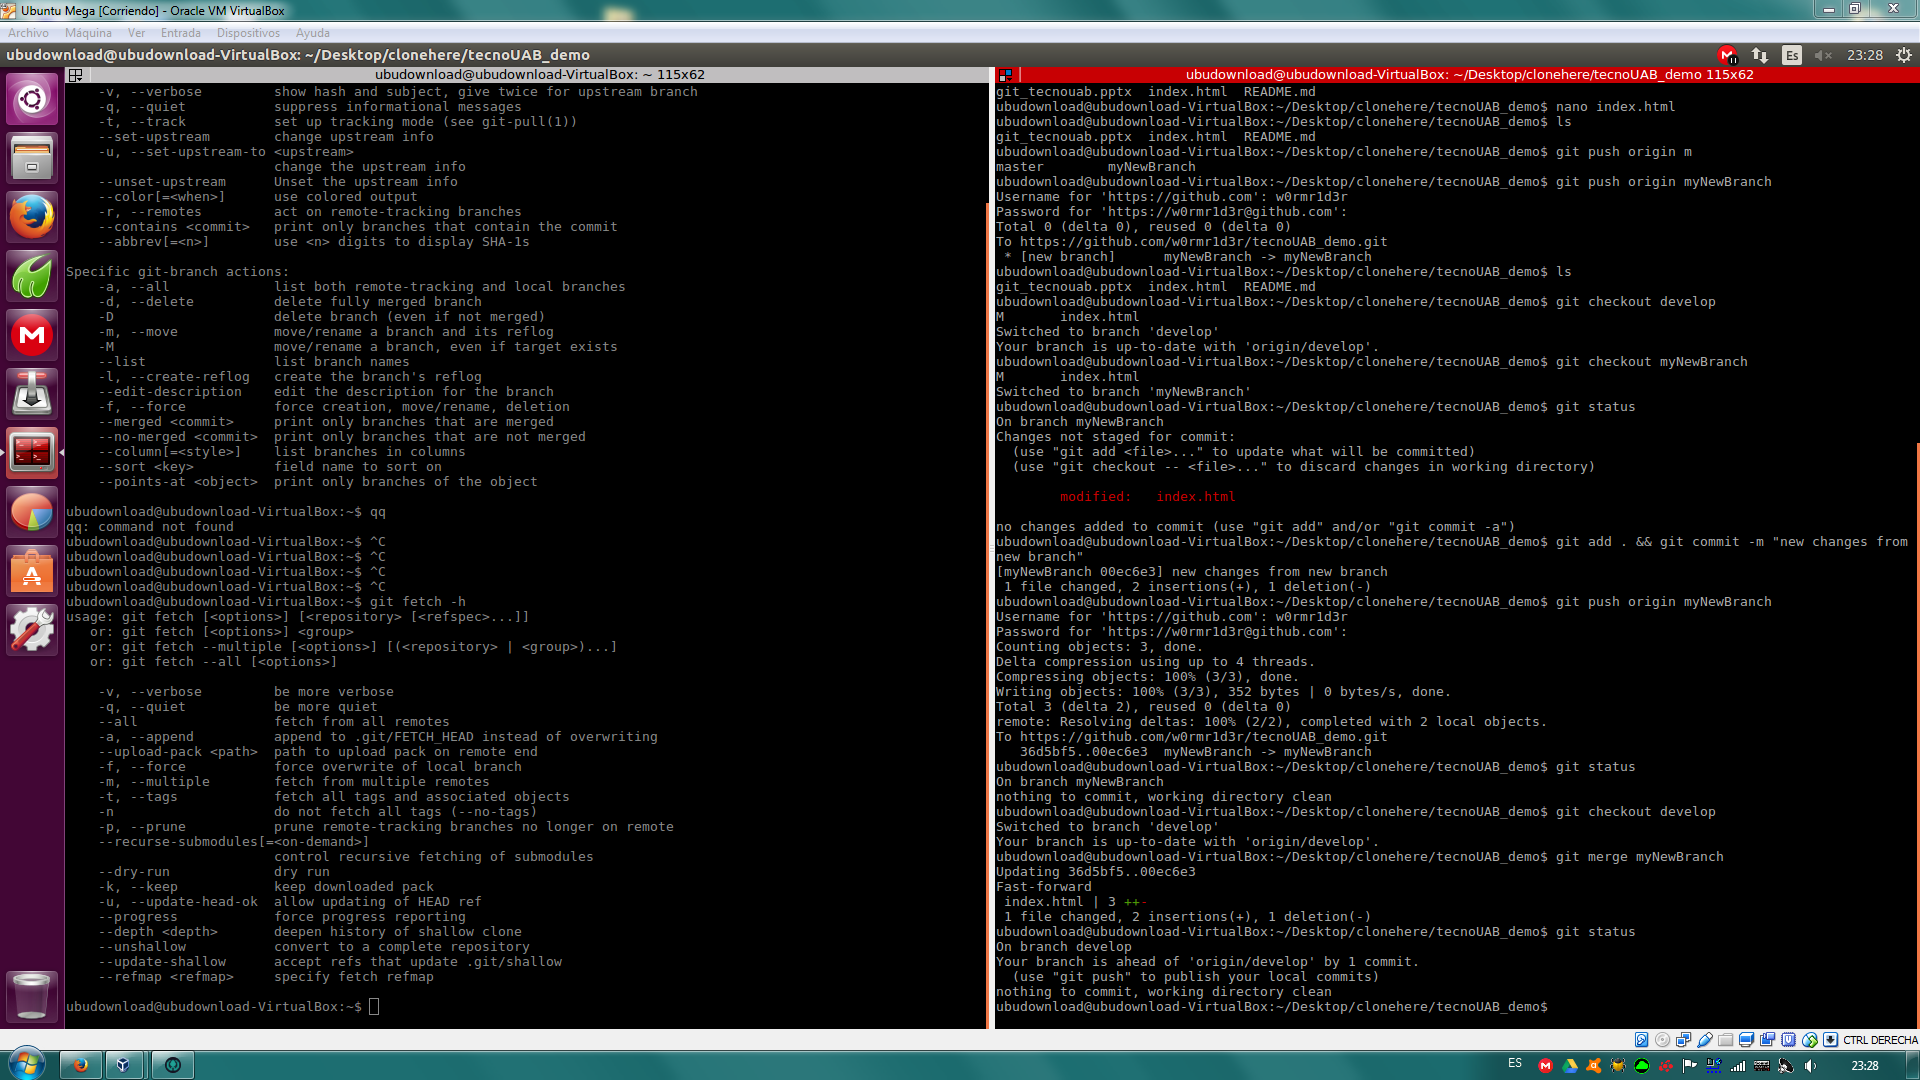 Ubuntu Mega [Corriendo] - Oracle VM VirtualBox
Archivo Máquina Ver Entrada Dispositivos Ayuda
ubudownload@ubudownload-VirtualBox: ~/Desktop/clonehere/tecnoUAB_demo
Es 23:28
ubudownload@ubudownload-VirtualBox: ~ 115x62
    -v, --verbose         show hash and subject, give twice for upstream branch
    -q, --quiet           suppress informational messages
    -t, --track           set up tracking mode (see git-pull(1))
    --set-upstream        change upstream info
    -u, --set-upstream-to <upstream>
                          change the upstream info
    --unset-upstream      Unset the upstream info
    --color[=<when>]      use colored output
    -r, --remotes         act on remote-tracking branches
    --contains <commit>   print only branches that contain the commit
    --abbrev[=<n>]        use <n> digits to display SHA-1s
Specific git-branch actions:
    -a, --all             list both remote-tracking and local branches
    -d, --delete          delete fully merged branch
    -D                    delete branch (even if not merged)
    -m, --move            move/rename a branch and its reflog
    -M                    move/rename a branch, even if target exists
    --list                list branch names
    -l, --create-reflog   create the branch's reflog
    --edit-description    edit the description for the branch
    -f, --force           force creation, move/rename, deletion
    --merged <commit>     print only branches that are merged
    --no-merged <commit>  print only branches that are not merged
    --column[=<style>]    list branches in columns
    --sort <key>          field name to sort on
    --points-at <object>  print only branches of the object
ubudownload@ubudownload-VirtualBox:~$ qq
qq: command not found
ubudownload@ubudownload-VirtualBox:~$ ^C
ubudownload@ubudownload-VirtualBox:~$ ^C
ubudownload@ubudownload-VirtualBox:~$ ^C
ubudownload@ubudownload-VirtualBox:~$ ^C
ubudownload@ubudownload-VirtualBox:~$ git fetch -h
usage: git fetch [<options>] [<repository> [<refspec>...]]
   or: git fetch [<options>] <group>
   or: git fetch --multiple [<options>] [(<repository> | <group>)...]
   or: git fetch --all [<options>]
    -v, --verbose         be more verbose
    -q, --quiet           be more quiet
    --all                 fetch from all remotes
    -a, --append          append to .git/FETCH_HEAD instead of overwriting
    --upload-pack <path>  path to upload pack on remote end
    -f, --force           force overwrite of local branch
    -m, --multiple        fetch from multiple remotes
    -t, --tags            fetch all tags and associated objects
    -n                    do not fetch all tags (--no-tags)
    -p, --prune           prune remote-tracking branches no longer on remote
    --recurse-submodules[=<on-demand>]
                          control recursive fetching of submodules
    --dry-run             dry run
    -k, --keep            keep downloaded pack
    -u, --update-head-ok  allow updating of HEAD ref
    --progress            force progress reporting
    --depth <depth>       deepen history of shallow clone
    --unshallow           convert to a complete repository
    --update-shallow      accept refs that update .git/shallow
    --refmap <refmap>     specify fetch refmap
ubudownload@ubudownload-VirtualBox:~$
ubudownload@ubudownload-VirtualBox: ~/Desktop/clonehere/tecnoUAB_demo 115x62
git_tecnouab.pptx  index.html  README.md
ubudownload@ubudownload-VirtualBox:~/Desktop/clonehere/tecnoUAB_demo$ nano index.html
ubudownload@ubudownload-VirtualBox:~/Desktop/clonehere/tecnoUAB_demo$ ls
git_tecnouab.pptx  index.html  README.md
ubudownload@ubudownload-VirtualBox:~/Desktop/clonehere/tecnoUAB_demo$ git push origin m
master        myNewBranch
ubudownload@ubudownload-VirtualBox:~/Desktop/clonehere/tecnoUAB_demo$ git push origin myNewBranch
Username for 'https://github.com': w0rmr1d3r
Password for 'https://w0rmr1d3r@github.com':
Total 0 (delta 0), reused 0 (delta 0)
To https://github.com/w0rmr1d3r/tecnoUAB_demo.git
 * [new branch]      myNewBranch -> myNewBranch
ubudownload@ubudownload-VirtualBox:~/Desktop/clonehere/tecnoUAB_demo$ ls
git_tecnouab.pptx  index.html  README.md
ubudownload@ubudownload-VirtualBox:~/Desktop/clonehere/tecnoUAB_demo$ git checkout develop
M       index.html
Switched to branch 'develop'
Your branch is up-to-date with 'origin/develop'.
ubudownload@ubudownload-VirtualBox:~/Desktop/clonehere/tecnoUAB_demo$ git checkout myNewBranch
M       index.html
Switched to branch 'myNewBranch'
ubudownload@ubudownload-VirtualBox:~/Desktop/clonehere/tecnoUAB_demo$ git status
On branch myNewBranch
Changes not staged for commit:
  (use "git add <file>..." to update what will be committed)
  (use "git checkout -- <file>..." to discard changes in working directory)
        modified:   index.html
no changes added to commit (use "git add" and/or "git commit -a")
ubudownload@ubudownload-VirtualBox:~/Desktop/clonehere/tecnoUAB_demo$ git add . && git commit -m "new changes from
new branch"
[myNewBranch 00ec6e3] new changes from new branch
 1 file changed, 2 insertions(+), 1 deletion(-)
ubudownload@ubudownload-VirtualBox:~/Desktop/clonehere/tecnoUAB_demo$ git push origin myNewBranch
Username for 'https://github.com': w0rmr1d3r
Password for 'https://w0rmr1d3r@github.com':
Counting objects: 3, done.
Delta compression using up to 4 threads.
Compressing objects: 100% (3/3), done.
Writing objects: 100% (3/3), 352 bytes | 0 bytes/s, done.
Total 3 (delta 2), reused 0 (delta 0)
remote: Resolving deltas: 100% (2/2), completed with 2 local objects.
To https://github.com/w0rmr1d3r/tecnoUAB_demo.git
   36d5bf5..00ec6e3  myNewBranch -> myNewBranch
ubudownload@ubudownload-VirtualBox:~/Desktop/clonehere/tecnoUAB_demo$ git status
On branch myNewBranch
nothing to commit, working directory clean
ubudownload@ubudownload-VirtualBox:~/Desktop/clonehere/tecnoUAB_demo$ git checkout develop
Switched to branch 'develop'
Your branch is up-to-date with 'origin/develop'.
ubudownload@ubudownload-VirtualBox:~/Desktop/clonehere/tecnoUAB_demo$ git merge myNewBranch
Updating 36d5bf5..00ec6e3
Fast-forward
 index.html | 3 ++-
 1 file changed, 2 insertions(+), 1 deletion(-)
ubudownload@ubudownload-VirtualBox:~/Desktop/clonehere/tecnoUAB_demo$ git status
On branch develop
Your branch is ahead of 'origin/develop' by 1 commit.
  (use "git push" to publish your local commits)
nothing to commit, working directory clean
ubudownload@ubudownload-VirtualBox:~/Desktop/clonehere/tecnoUAB_demo$
CTRL DERECHA
ES 23:28